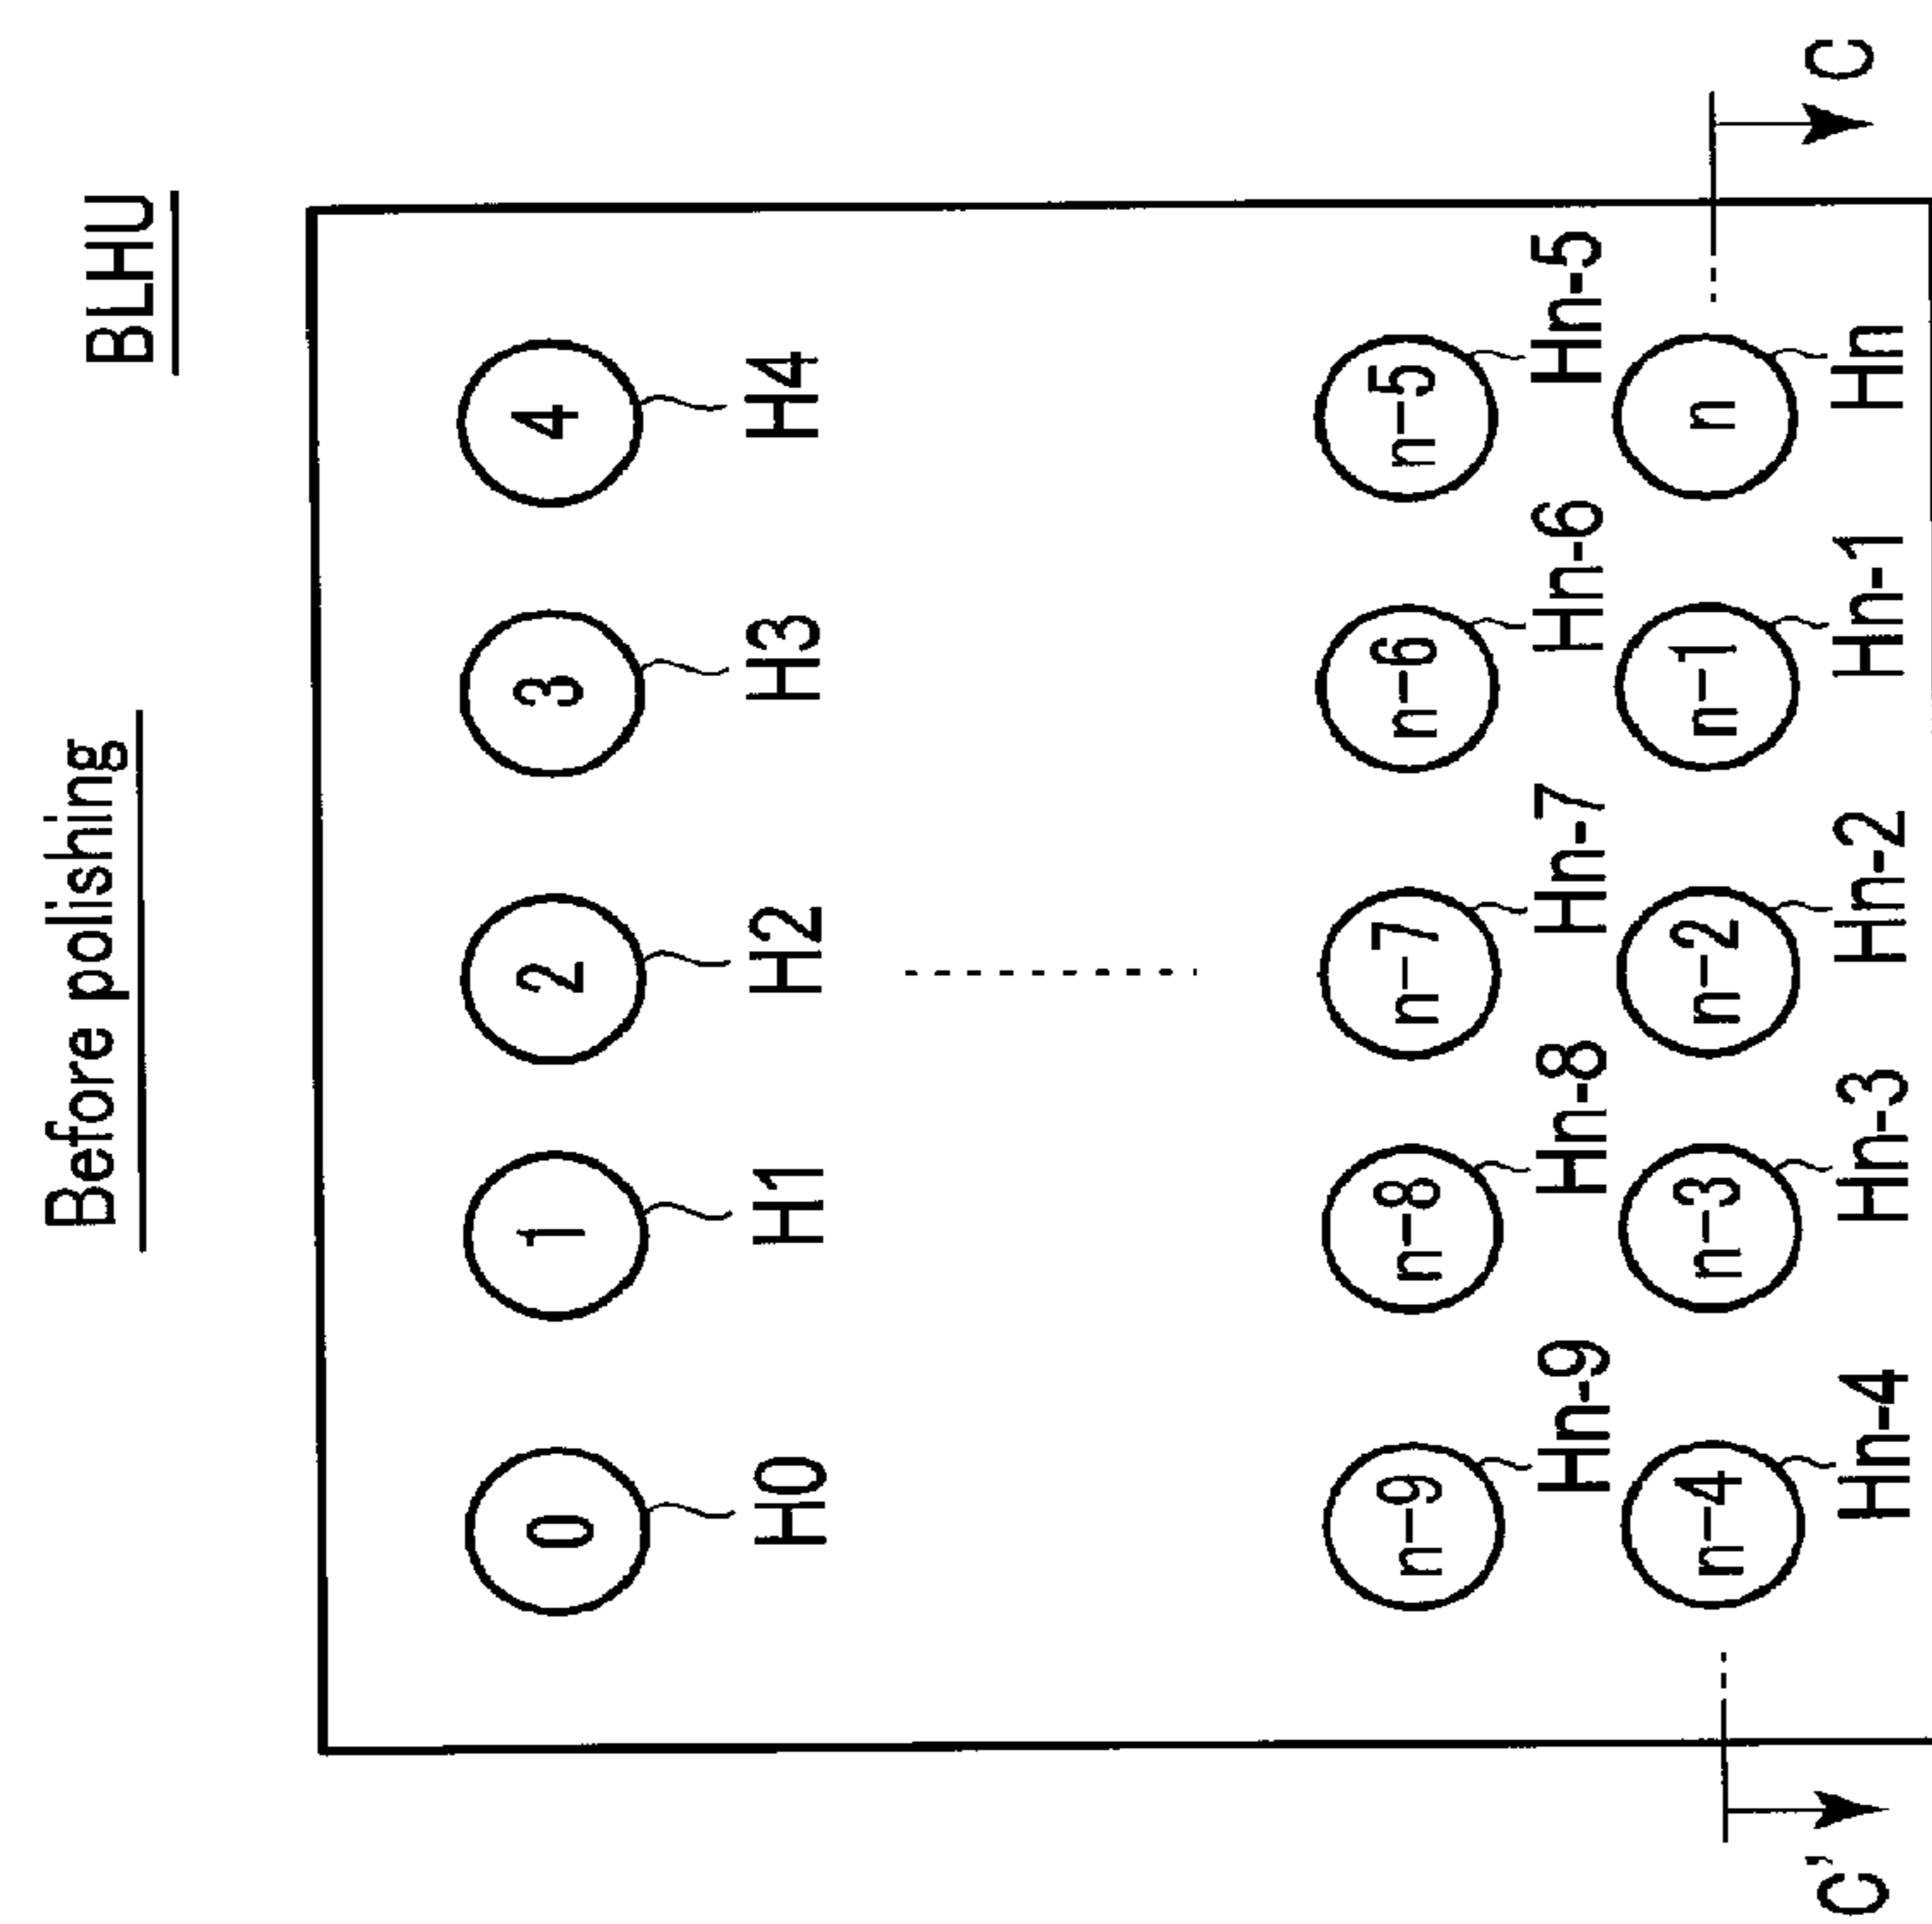 Before polishing
BLHU
0 1 2 3 4
H0 H1 H2 H3 H4
n-9 n-8 n-7 n-6 n-5
Hn-9 Hn-8 Hn-7 Hn-6 Hn-5
n-4 n-3 n-2 n-1 n
C' C
Hn-4 Hn-3 Hn-2 Hn-1 Hn